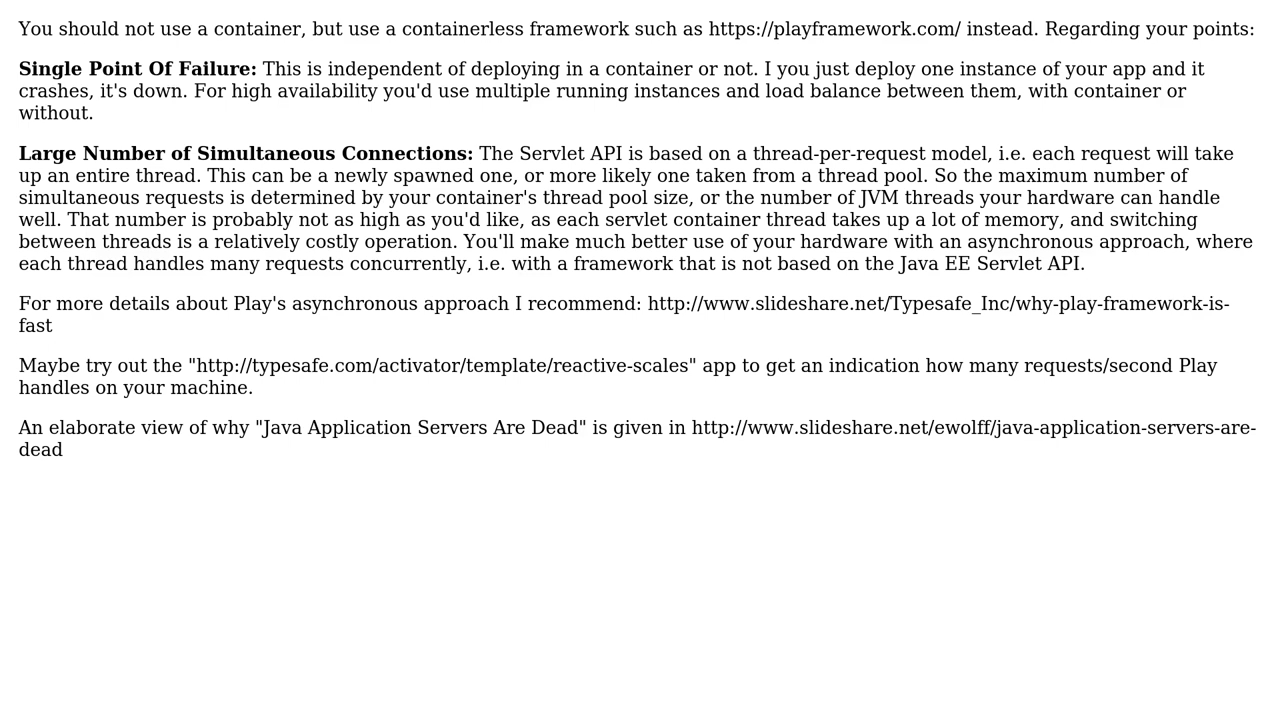 You should not use a container, but use a containerless framework such as https://playframework.com/ instead. Regarding your points:
Single Point Of Failure: This is independent of deploying in a container or not. I you just deploy one instance of your app and it
crashes, it's down. For high availability you'd use multiple running instances and load balance between them, with container or
without.
Large Number of Simultaneous Connections: The Servlet API is based on a thread-per-request model, i.e. each request will take
up an entire thread. This can be a newly spawned one, or more likely one taken from a thread pool. So the maximum number of
simultaneous requests is determined by your container's thread pool size, or the number of JVM threads your hardware can handle
well. That number is probably not as high as you'd like, as each servlet container thread takes up a lot of memory, and switching
between threads is a relatively costly operation. You'll make much better use of your hardware with an asynchronous approach, where
each thread handles many requests concurrently, i.e. with a framework that is not based on the Java EE Servlet API.
For more details about Play's asynchronous approach I recommend: http://www.slideshare.net/Typesafe_Inc/why-play-framework-is-
fast
Maybe try out the "http://typesafe.com/activator/template/reactive-scales" app to get an indication how many requests/second Play
handles on your machine.
An elaborate view of why "Java Application Servers Are Dead" is given in http://www.slideshare.net/ewolff/java-application-servers-are-
dead